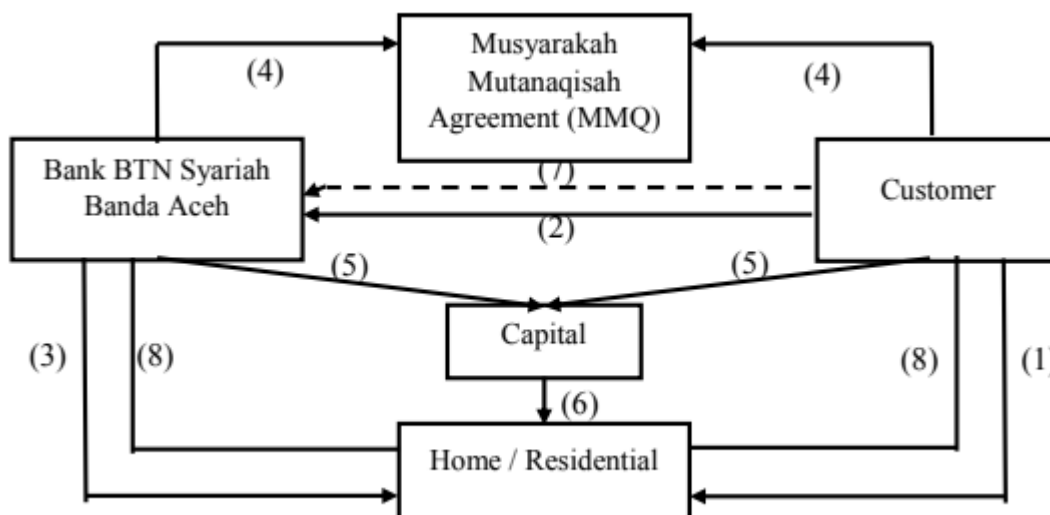 Musyarakah
Mutanaqisah
Agreement (MMQ)
(4)
(4)
Bank BTN Syariah
Banda Aceh
(7)
Customer
(2)
(5)
(5)
Capital
(3)
(8)
(8)
(1)
(6)
Home / Residential